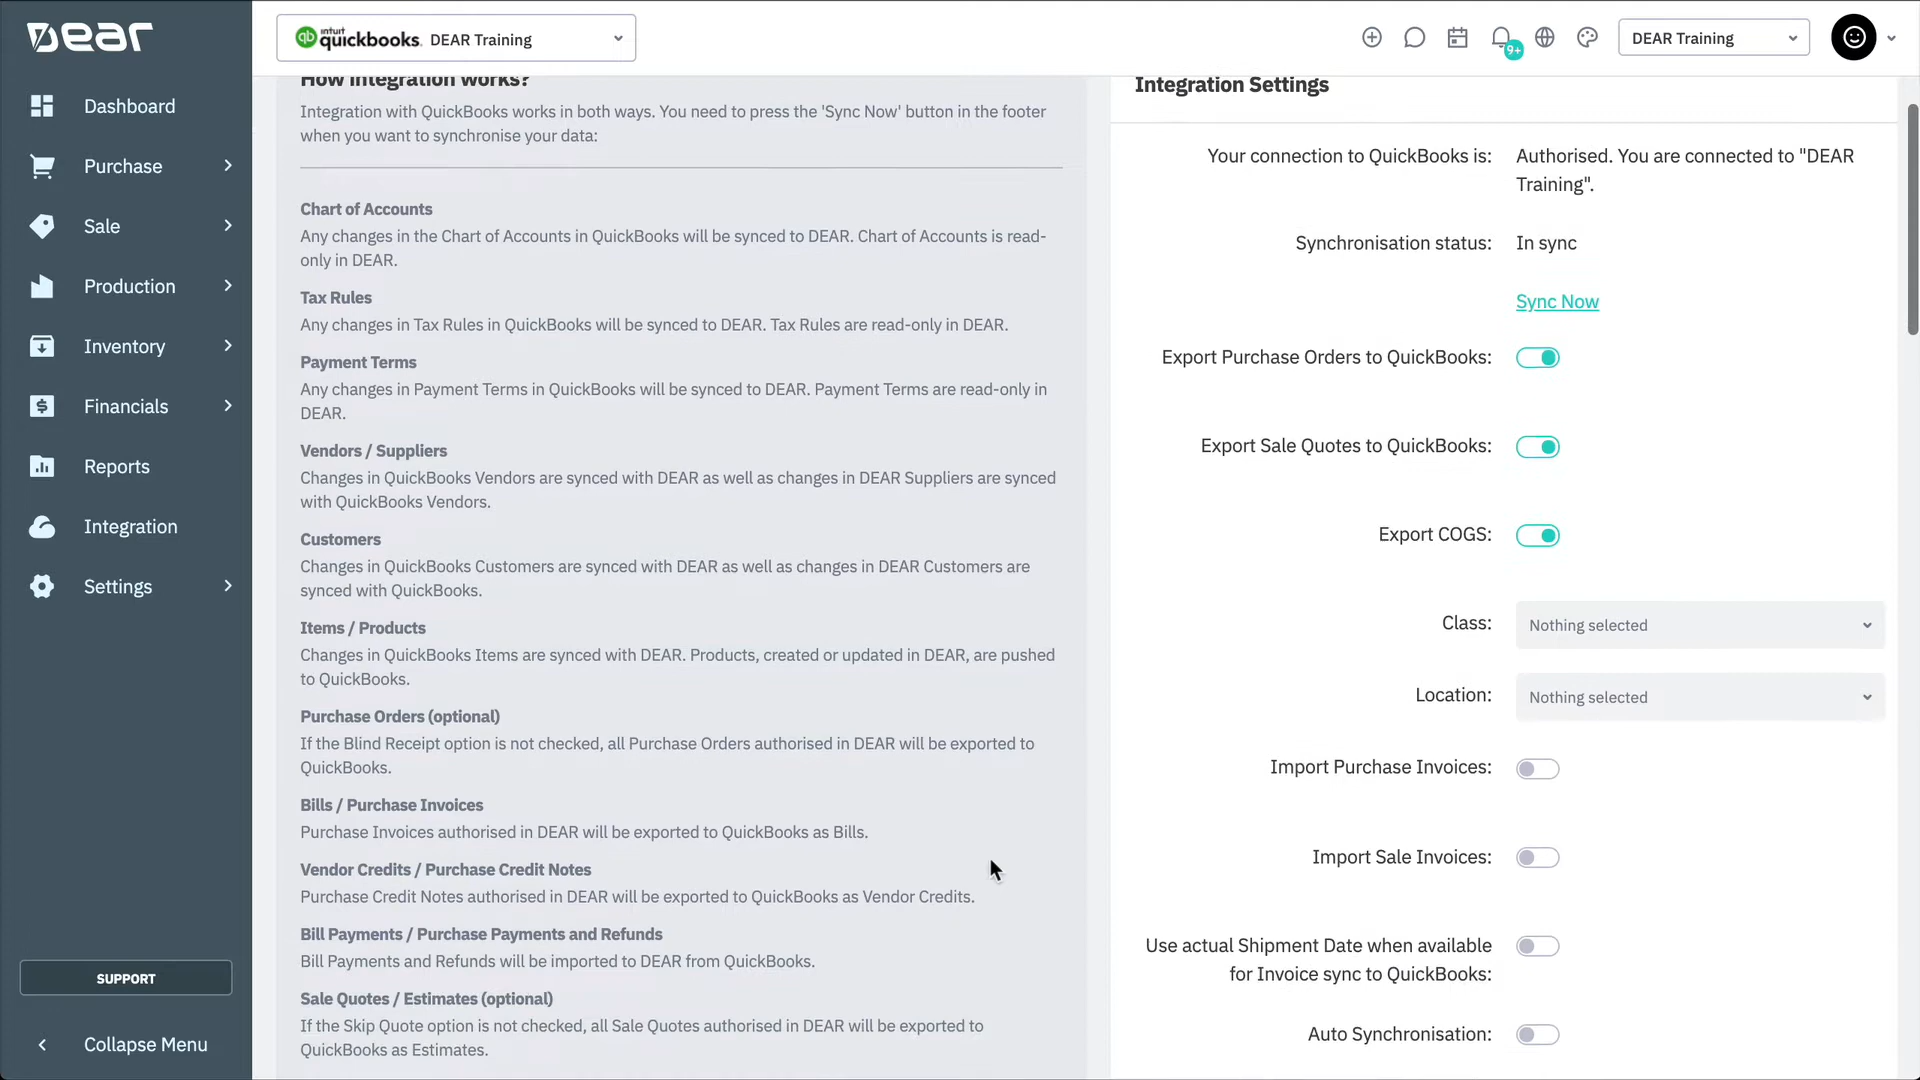 DEAR
Dashboard
Purchase
Sale
Production
Inventory
Financials
Reports
Integration
Settings
SUPPORT
Collapse Menu
qb intuit quickbooks. DEAR Training
9+
DEAR Training
How integration works?
Integration with QuickBooks works in both ways. You need to press the 'Sync Now' button in the footer
when you want to synchronise your data:
Chart of Accounts
Any changes in the Chart of Accounts in QuickBooks will be synced to DEAR. Chart of Accounts is read-
only in DEAR.
Tax Rules
Any changes in Tax Rules in QuickBooks will be synced to DEAR. Tax Rules are read-only in DEAR.
Payment Terms
Any changes in Payment Terms in QuickBooks will be synced to DEAR. Payment Terms are read-only in
DEAR.
Vendors / Suppliers
Changes in QuickBooks Vendors are synced with DEAR as well as changes in DEAR Suppliers are synced
with QuickBooks Vendors.
Customers
Changes in QuickBooks Customers are synced with DEAR as well as changes in DEAR Customers are
synced with QuickBooks.
Items / Products
Changes in QuickBooks Items are synced with DEAR. Products, created or updated in DEAR, are pushed
to QuickBooks.
Purchase Orders (optional)
If the Blind Receipt option is not checked, all Purchase Orders authorised in DEAR will be exported to
QuickBooks.
Bills / Purchase Invoices
Purchase Invoices authorised in DEAR will be exported to QuickBooks as Bills.
Vendor Credits / Purchase Credit Notes
Purchase Credit Notes authorised in DEAR will be exported to QuickBooks as Vendor Credits.
Bill Payments / Purchase Payments and Refunds
Bill Payments and Refunds will be imported to DEAR from QuickBooks.
Sale Quotes / Estimates (optional)
If the Skip Quote option is not checked, all Sale Quotes authorised in DEAR will be exported to
QuickBooks as Estimates.
Integration Settings
Your connection to QuickBooks is: Authorised. You are connected to "DEAR
Training".
Synchronisation status: In sync
Sync Now
Export Purchase Orders to QuickBooks:
Export Sale Quotes to QuickBooks:
Export COGS:
Class: Nothing selected
Location: Nothing selected
Import Purchase Invoices:
Import Sale Invoices:
Use actual Shipment Date when available
for Invoice sync to QuickBooks:
Auto Synchronisation: